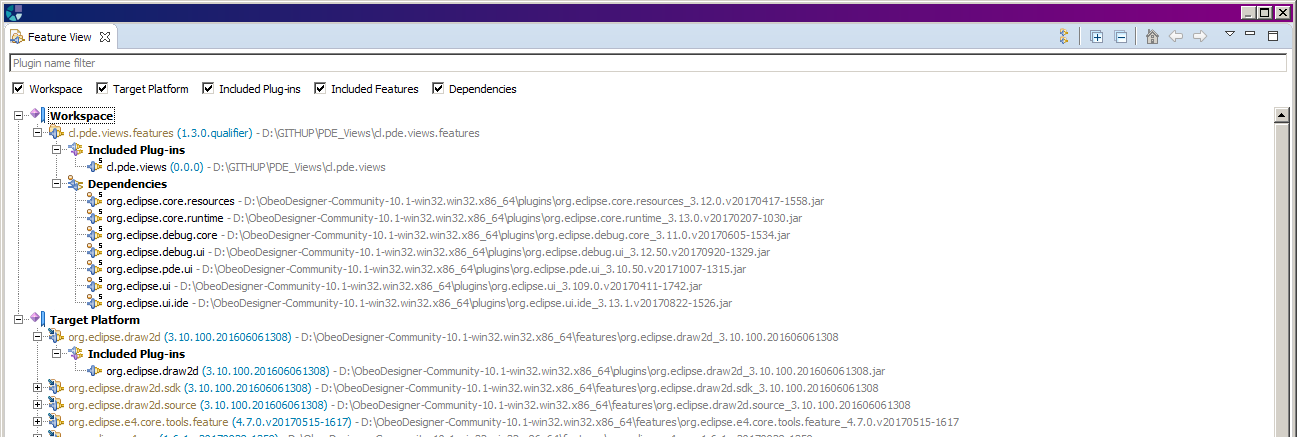 Feature View
Plugin name filter
Workspace Target Platform Included Plug-ins Included Features Dependencies
Workspace
cl.pde.views.features (1.3.0.qualifier) - D:\GITHUP\PDE_Views\cl.pde.views.features
Included Plug-ins
cl.pde.views (0.0.0) - D:\GITHUP\PDE_Views\cl.pde.views
Dependencies
org.eclipse.core.resources - D:\ObeoDesigner-Community-10.1-win32.win32.x86_64\plugins\org.eclipse.core.resources_3.12.0.v20170417-1558.jar
org.eclipse.core.runtime - D:\ObeoDesigner-Community-10.1-win32.win32.x86_64\plugins\org.eclipse.core.runtime_3.13.0.v20170207-1030.jar
org.eclipse.debug.core - D:\ObeoDesigner-Community-10.1-win32.win32.x86_64\plugins\org.eclipse.debug.core_3.11.0.v20170605-1534.jar
org.eclipse.debug.ui - D:\ObeoDesigner-Community-10.1-win32.win32.x86_64\plugins\org.eclipse.debug.ui_3.12.50.v20170920-1329.jar
org.eclipse.pde.ui - D:\ObeoDesigner-Community-10.1-win32.win32.x86_64\plugins\org.eclipse.pde.ui_3.10.50.v20171007-1315.jar
org.eclipse.ui - D:\ObeoDesigner-Community-10.1-win32.win32.x86_64\plugins\org.eclipse.ui_3.109.0.v20170411-1742.jar
org.eclipse.ui.ide - D:\ObeoDesigner-Community-10.1-win32.win32.x86_64\plugins\org.eclipse.ui.ide_3.13.1.v20170822-1526.jar
Target Platform
org.eclipse.draw2d (3.10.100.201606061308) - D:\ObeoDesigner-Community-10.1-win32.win32.x86_64\features\org.eclipse.draw2d_3.10.100.201606061308
Included Plug-ins
org.eclipse.draw2d (3.10.100.201606061308) - D:\ObeoDesigner-Community-10.1-win32.win32.x86_64\plugins\org.eclipse.draw2d_3.10.100.201606061308.jar
org.eclipse.draw2d.sdk (3.10.100.201606061308) - D:\ObeoDesigner-Community-10.1-win32.win32.x86_64\features\org.eclipse.draw2d.sdk_3.10.100.201606061308
org.eclipse.draw2d.source (3.10.100.201606061308) - D:\ObeoDesigner-Community-10.1-win32.win32.x86_64\features\org.eclipse.draw2d.source_3.10.100.201606061308
org.eclipse.e4.core.tools.feature (4.7.0.v20170515-1617) - D:\ObeoDesigner-Community-10.1-win32.win32.x86_64\features\org.eclipse.e4.core.tools.feature_4.7.0.v20170515-1617